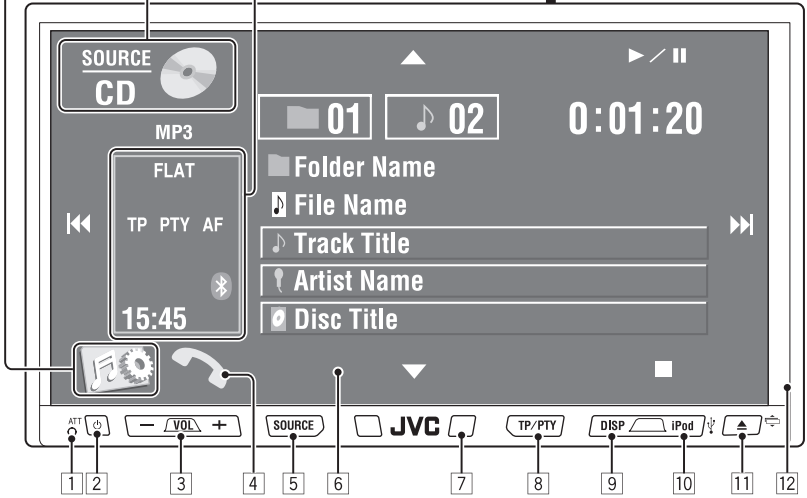 SOURCE
CD
MP3
01 02 0:01:20
FLAT
Folder Name
File Name
TP PTY AF
Track Title
Artist Name
15:45
Disc Title
ATT
VOL
SOURCE
JVC
TP/PTY
DISP
iPod
1 2 3 4 5 6 7 8 9 10 11 12